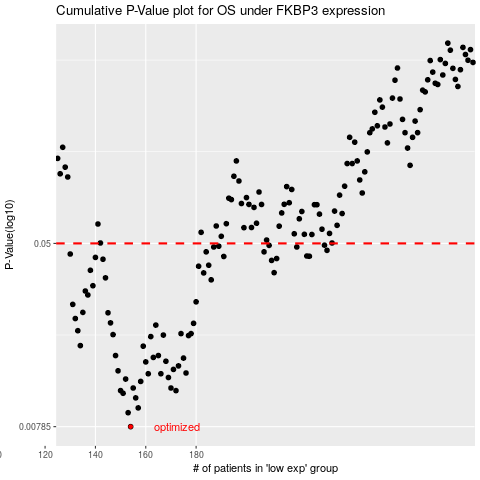 Cumulative P-Value plot for OS under FKBP3 expression
P-Value(log10)
0.05
0.00785
optimized
0
120
140
160
180
# of patients in 'low exp' group